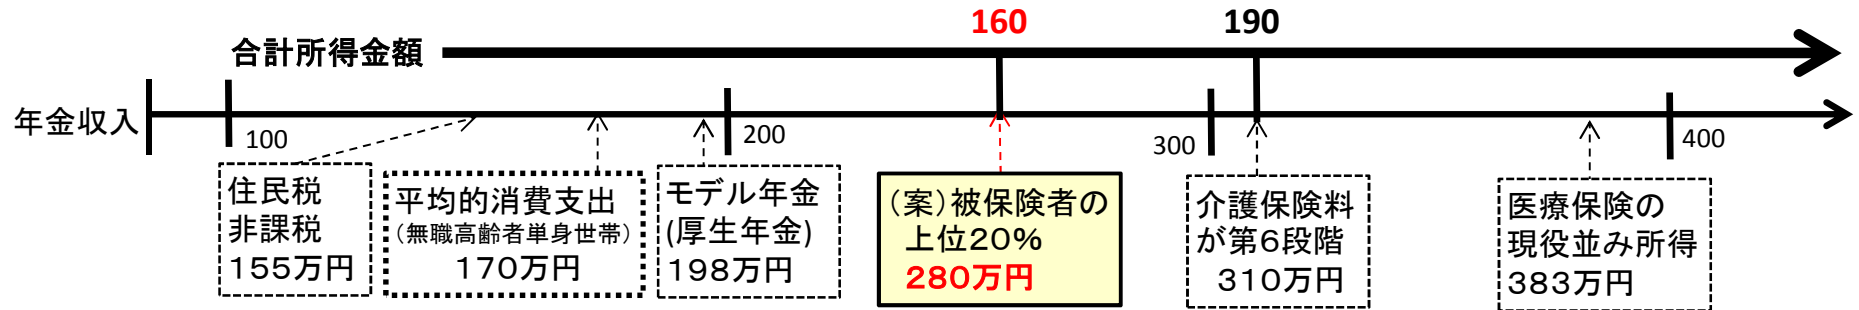 160
190
合計所得金額
年金収入
100
200
300
400
住民税
非課税
155万円
平均的消費支出
（無職高齢者単身世帯）
170万円
モデル年金
(厚生年金)
198万円
（案）被保険者の
上位20％
280万円
介護保険料
が第6段階
310万円
医療保険の
現役並み所得
383万円